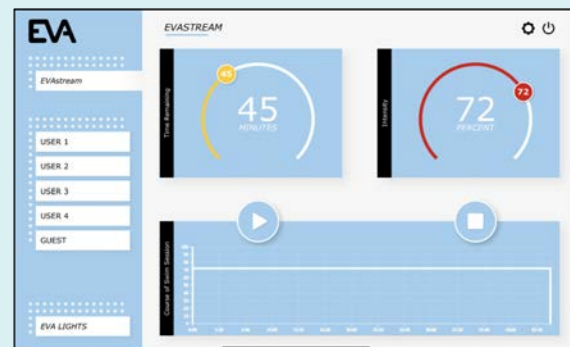 EVA
EVASTREAM
EVAstream
USER 1
USER 2
USER 3
USER 4
GUEST
EVA LIGHTS
Time Remaining
45
45
MINUTES
Intensity
72
72
PERCENT
Course of Swim Session